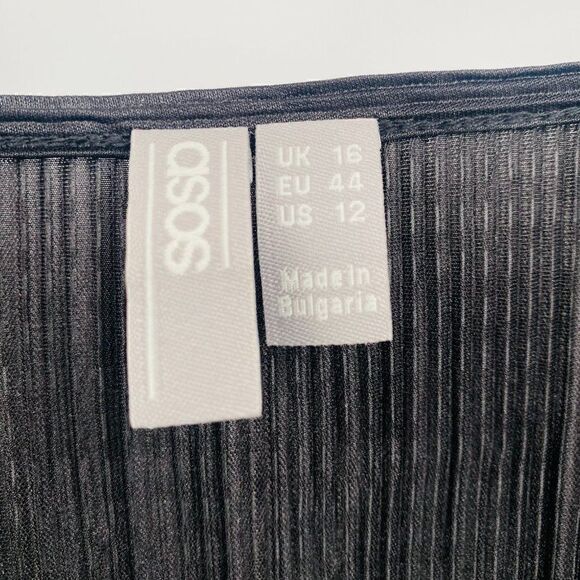 asos
UK 16
EU 44
US 12
Made in
Bulgaria